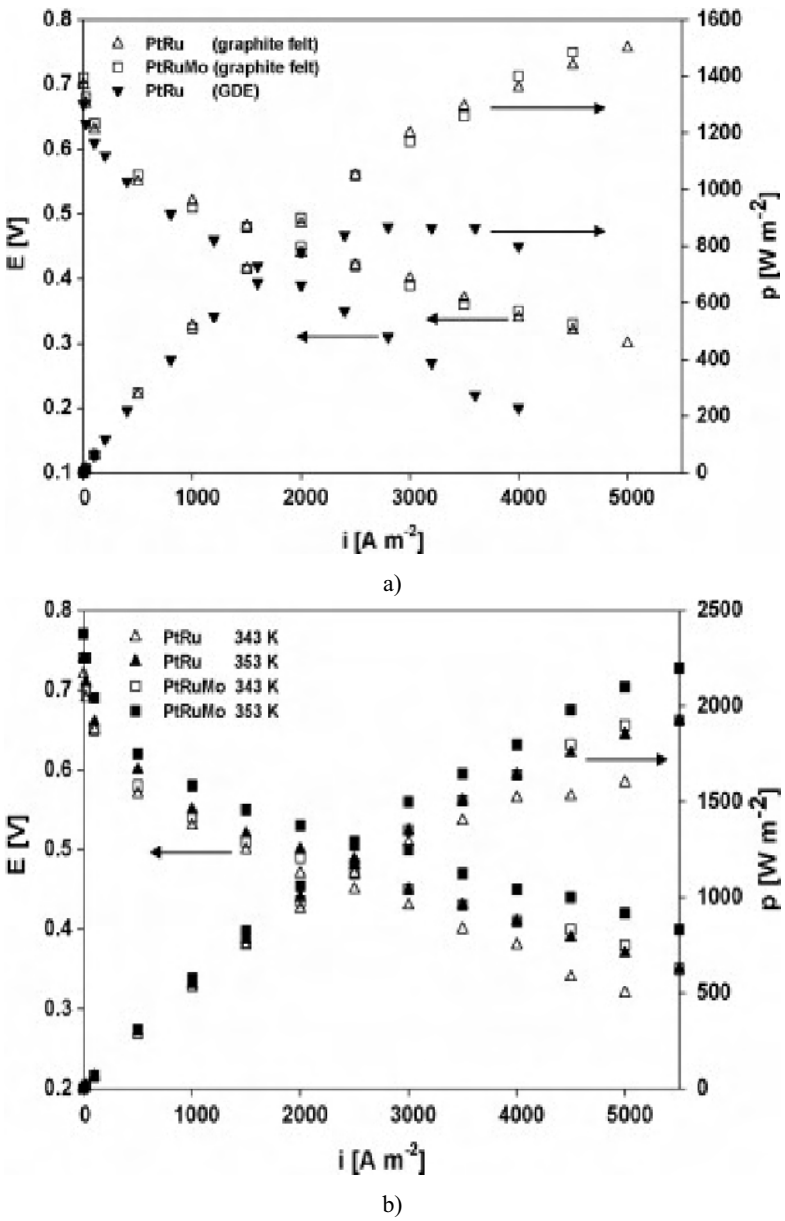 0.8
0.7
0.6
0.5
0.4
0.3
0.2
0.1
E [V]
PtRu (graphite felt)
PtRuMo (graphite felt)
PtRu (GDE)
1600
1400
1200
1000
800
600
400
200
0
p [W m⁻²]
0 1000 2000 3000 4000 5000
i [A m⁻²]
a)
0.8
0.7
0.6
0.5
0.4
0.3
0.2
E [V]
PtRu 343 K
PtRu 353 K
PtRuMo 343 K
PtRuMo 353 K
2500
2000
1500
1000
500
0
p [W m⁻²]
0 1000 2000 3000 4000 5000
i [A m⁻²]
b)